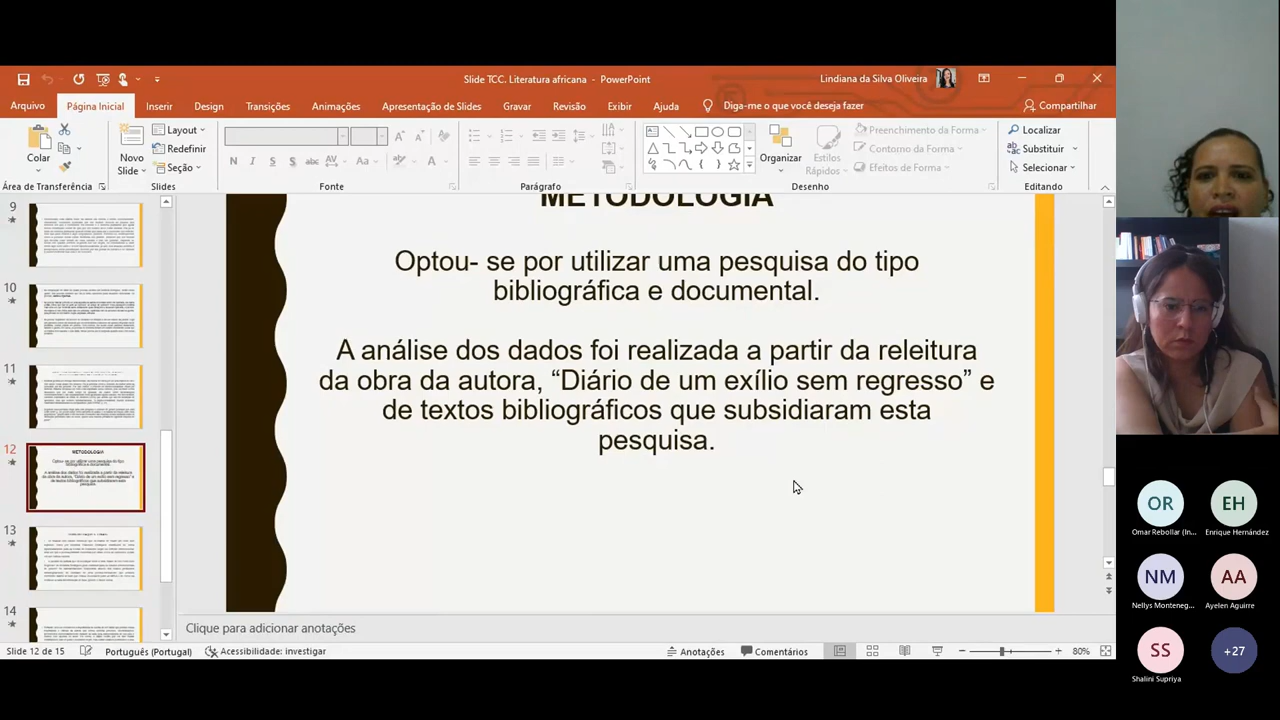 Slide TCC. Literatura africana - PowerPoint
Lindiana da Silva Oliveira
Arquivo
Página Inicial
Inserir
Design
Transições
Animações
Apresentação de Slides
Gravar
Revisão
Exibir
Ajuda
Diga-me o que você deseja fazer
Compartilhar
Colar
Área de Transferência
Novo
Slide
Layout
Redefinir
Seção
Slides
Fonte
Parágrafo
Organizar
Estilos
Rápidos
Preenchimento da Forma
Contorno da Forma
Efeitos de Forma
Desenho
Localizar
Substituir
Selecionar
Editando
9
10
11
12
13
14
METODOLOGIA
Optou- se por utilizar uma pesquisa do tipo
bibliográfica e documental.
A análise dos dados foi realizada a partir da releitura
da obra da autora, “Diário de um exílio sem regresso” e
de textos bibliográficos que subsidiaram esta
pesquisa.
Clique para adicionar anotações
Slide 12 de 15
Português (Portugal)
Acessibilidade: investigar
Anotações
Comentários
80%
OR
Omar Rebollar (In...
EH
Enrique Hernández
NM
Nellys Monteneg...
AA
Ayelen Aguirre
SS
Shalini Supriya
+27